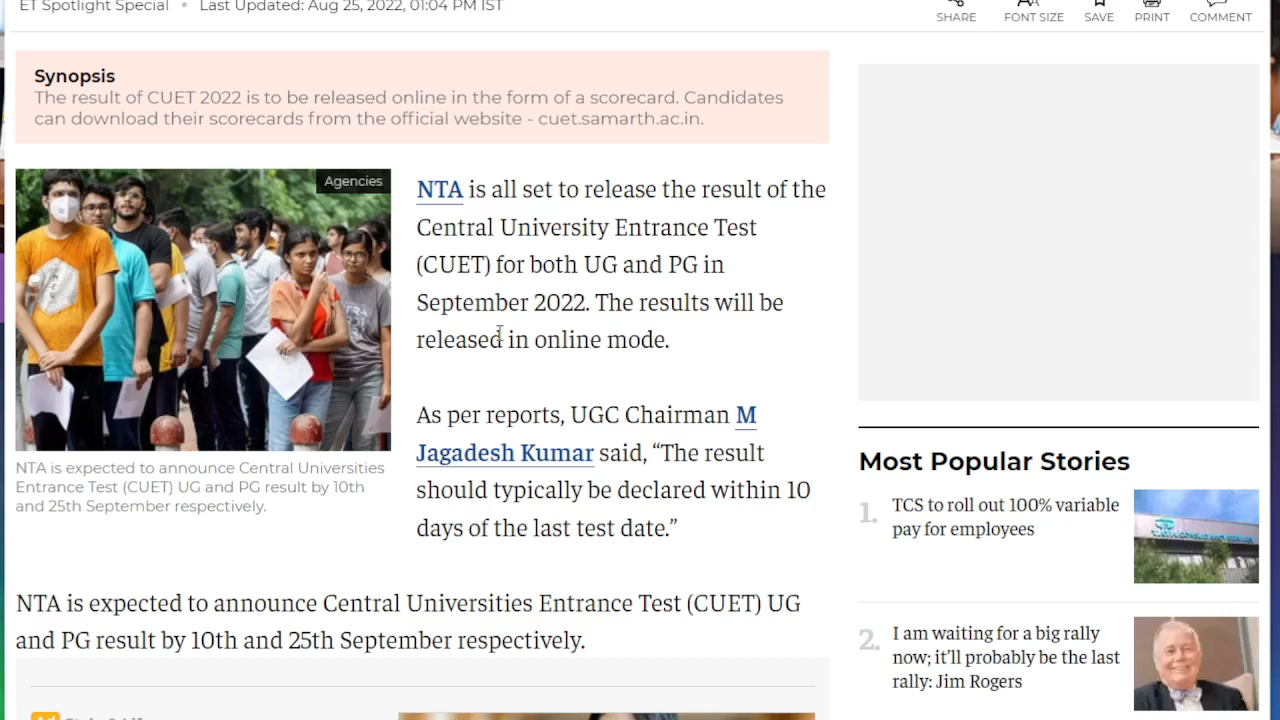 ET Spotlight Special • Last Updated: Aug 25, 2022, 01:04 PM IST
SHARE FONT SIZE SAVE PRINT COMMENT
Synopsis
The result of CUET 2022 is to be released online in the form of a scorecard. Candidates
can download their scorecards from the official website - cuet.samarth.ac.in.
Agencies
NTA is expected to announce Central Universities
Entrance Test (CUET) UG and PG result by 10th
and 25th September respectively.
NTA is all set to release the result of the
Central University Entrance Test
(CUET) for both UG and PG in
September 2022. The results will be
released in online mode.
As per reports, UGC Chairman M
Jagadesh Kumar said, “The result
should typically be declared within 10
days of the last test date.”
NTA is expected to announce Central Universities Entrance Test (CUET) UG
and PG result by 10th and 25th September respectively.
Ad
Most Popular Stories
1. TCS to roll out 100% variable
pay for employees
2. I am waiting for a big rally
now; it’ll probably be the last
rally: Jim Rogers